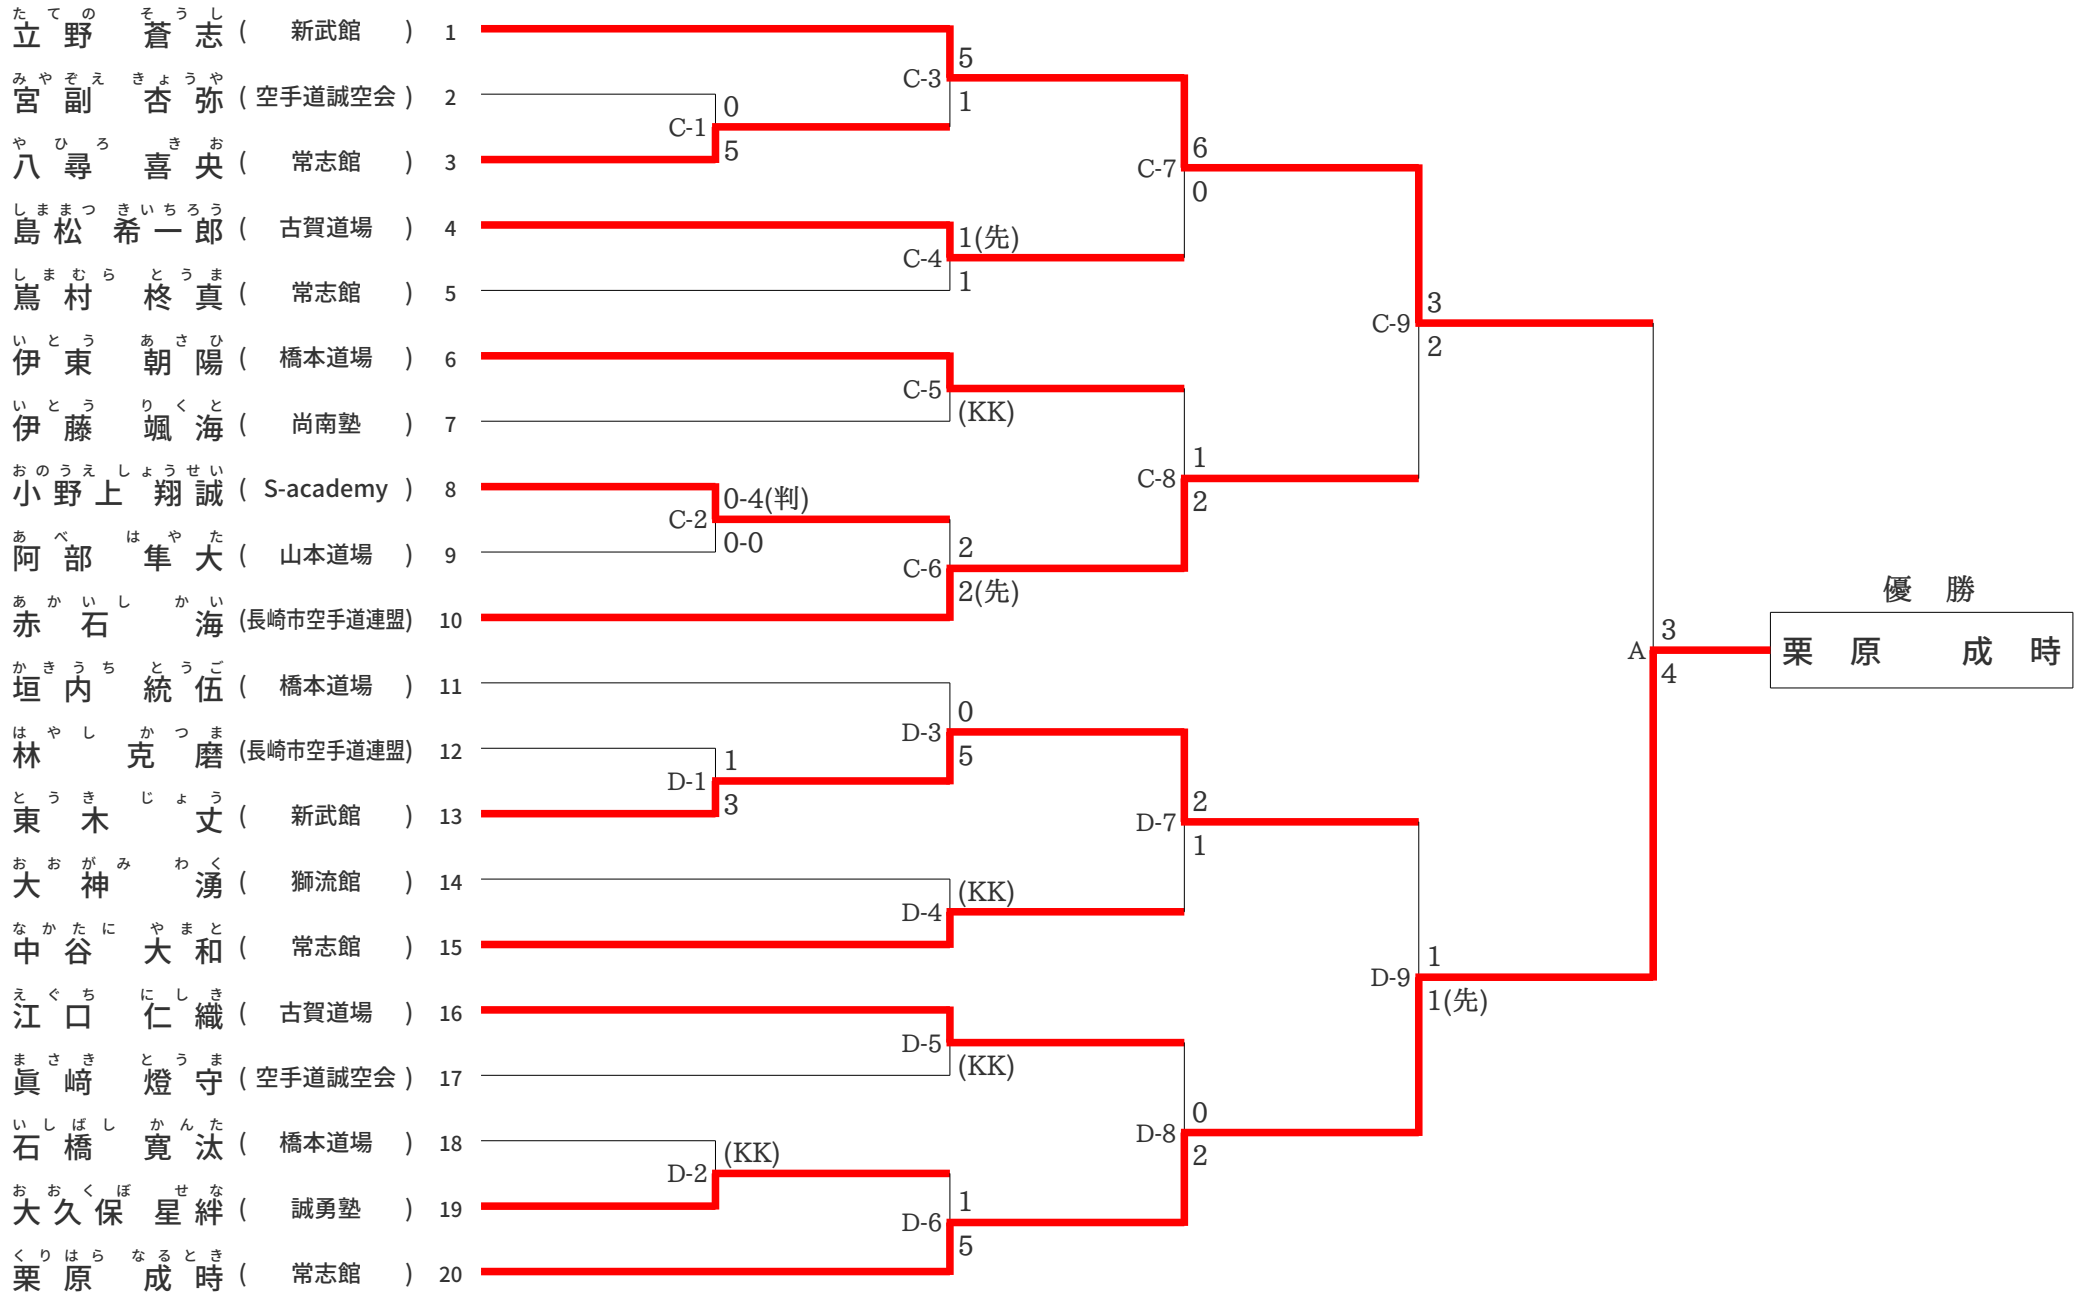 たての そうし
立野 蒼志 ( 新武館 ) 1
みやぞえ きょうや
宮副 杏弥 ( 空手道誠空会 ) 2
やひろ きお
八尋 喜央 ( 常志館 ) 3
しままつ きいちろう
島松 希一郎 ( 古賀道場 ) 4
しまむら とうま
嶌村 柊真 ( 常志館 ) 5
いとう あさひ
伊東 朝陽 ( 橋本道場 ) 6
いとう りくと
伊藤 颯海 ( 尚南塾 ) 7
おのうえ しょうせい
小野上 翔誠 ( S-academy ) 8
あべ はやた
阿部 隼大 ( 山本道場 ) 9
あかいし かい
赤石 海 (長崎市空手道連盟) 10
かきうち とうご
垣内 統伍 ( 橋本道場 ) 11
はやし かつま
林 克磨 (長崎市空手道連盟) 12
とうき じょう
東木 丈 ( 新武館 ) 13
おおがみ わく
大神 湧 ( 獅流館 ) 14
なかたに やまと
中谷 大和 ( 常志館 ) 15
えぐち にしき
江口 仁織 ( 古賀道場 ) 16
まさき とうま
眞﨑 燈守 ( 空手道誠空会 ) 17
いしばし かんた
石橋 寛汰 ( 橋本道場 ) 18
おおくぼ せな
大久保 星絆 ( 誠勇塾 ) 19
くりはら なるとき
栗原 成時 ( 常志館 ) 20
0
C-1
5
0-4(判)
C-2
0-0
1
D-1
3
(KK)
D-2
5
C-3
1
1(先)
C-4
1
C-5
(KK)
2
C-6
2(先)
0
D-3
5
(KK)
D-4
D-5
(KK)
1
D-6
5
6
C-7
0
1
C-8
2
2
D-7
1
0
D-8
2
3
C-9
2
1
D-9
1(先)
3
A
4
優 勝
栗 原 成 時